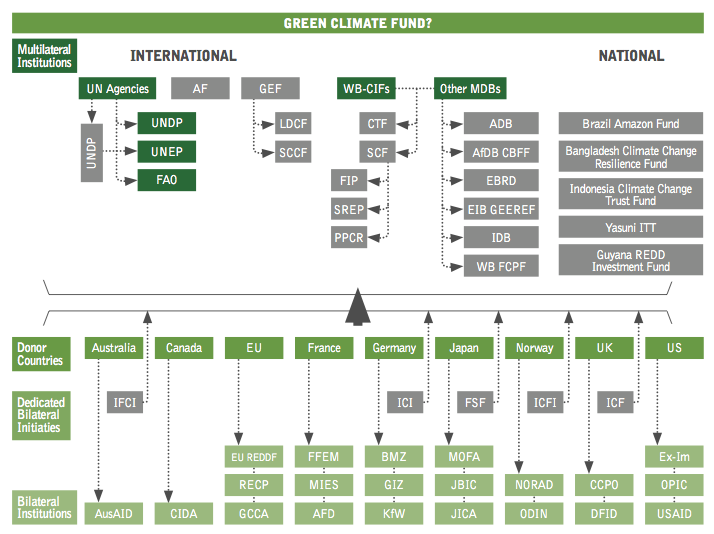 GREEN CLIMATE FUND?
Multilateral
Institutions
INTERNATIONAL
NATIONAL
UN Agencies
AF
GEF
WB-CIFs
Other MDBs
UNDP
UNDP
UNEP
FAO
LDCF
SCCF
CTF
SCF
FIP
SREP
PPCR
ADB
AfDB CBFF
EBRD
EIB GEEREF
IDB
WB FCPF
Brazil Amazon Fund
Bangladesh Climate Change
Resilience Fund
Indonesia Climate Change
Trust Fund
Yasuni ITT
Guyana REDD
Investment Fund
Donor
Countries
Australia
Canada
EU
France
Germany
Japan
Norway
UK
US
Dedicated
Bilateral
Initiaties
IFCI
ICI
FSF
ICFI
ICF
Bilateral
Institutions
AusAID
CIDA
EU REDDF
RECP
GCCA
FFEM
MIES
AFD
BMZ
GIZ
KfW
MOFA
JBIC
JICA
NORAD
ODIN
CCPO
DFID
Ex-Im
OPIC
USAID